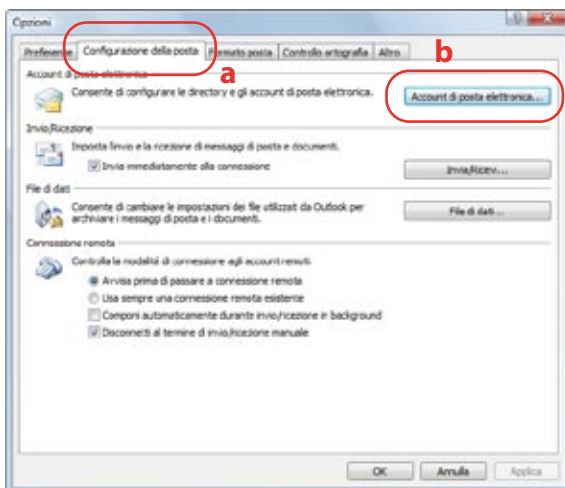 Opzioni
Preferenze Configurazione della posta Formato posta Controllo ortografia Altro
a
b
Account di posta elettronica
Consente di configurare le directory e gli account di posta elettronica.
Account di posta elettronica...
Invio/Ricezione
Imposta l'invio e la ricezione di messaggi di posta e documenti.
Invia immediatamente alla connessione
Invia/Ricev...
File di dati
Consente di cambiare le impostazioni dei file utilizzati da Outlook per
archiviare i messaggi di posta e i documenti.
File di dati...
Connessione remota
Controlla le modalità di connessione agli account remoti.
Avvisa prima di passare a connessione remota
Usa sempre una connessione remota esistente
Componi automaticamente durante invio/ricezione in background
Disconnetti al termine di invio/ricezione manuale
OK Annulla Applica